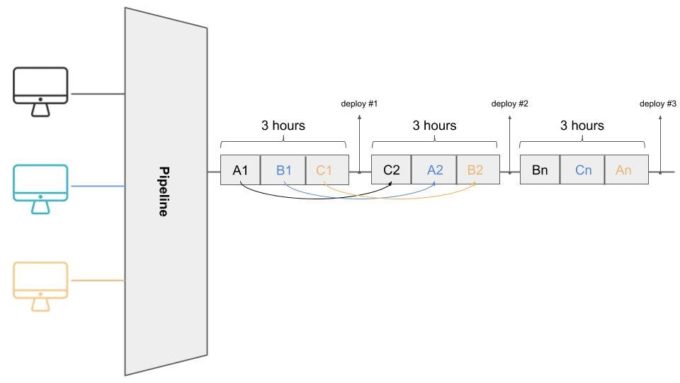 deploy #1
deploy #2
deploy #3
3 hours
3 hours
3 hours
Pipeline
A1 B1 C1
C2 A2 B2
Bn Cn An